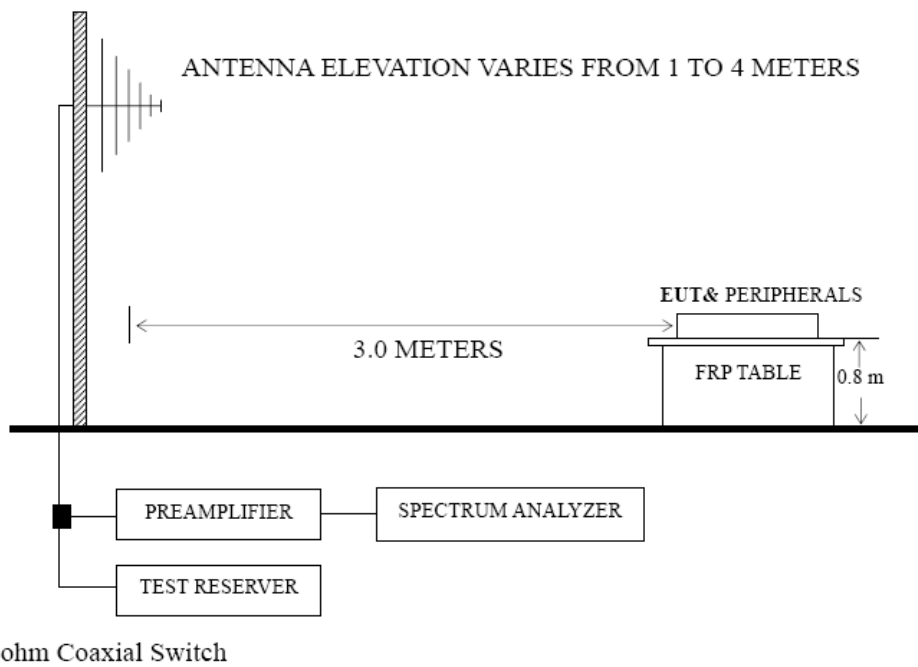 ANTENNA ELEVATION VARIES FROM 1 TO 4 METERS
EUT& PERIPHERALS
3.0 METERS
FRP TABLE
0.8 m
PREAMPLIFIER
SPECTRUM ANALYZER
TEST RESERVER
ohm Coaxial Switch